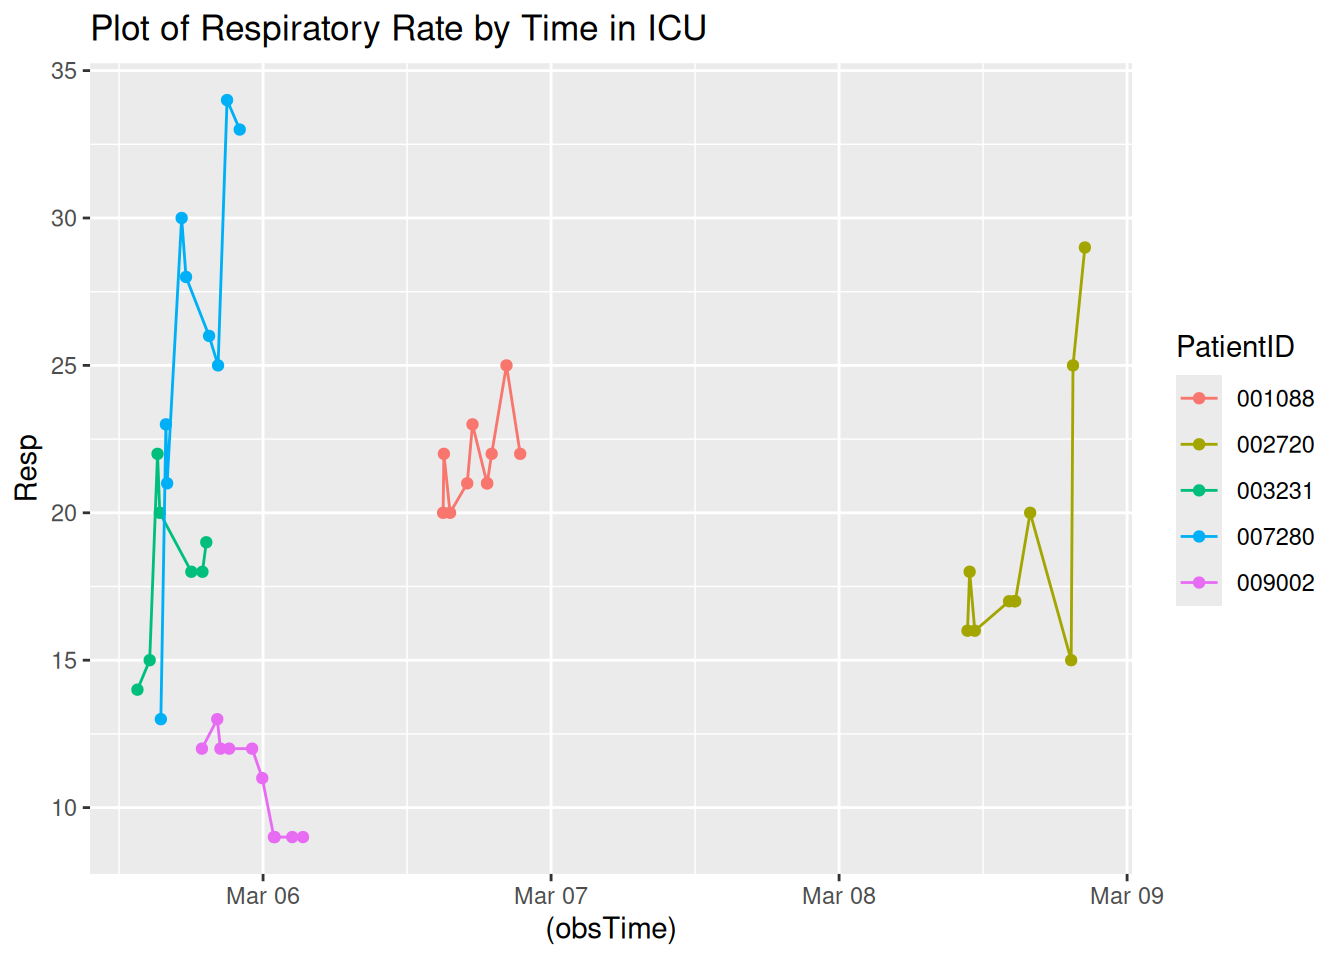 Plot of Respiratory Rate by Time in ICU
35
30
25
20
15
10
Resp
Mar 06
Mar 07
Mar 08
Mar 09
(obsTime)
PatientID
001088
002720
003231
007280
009002